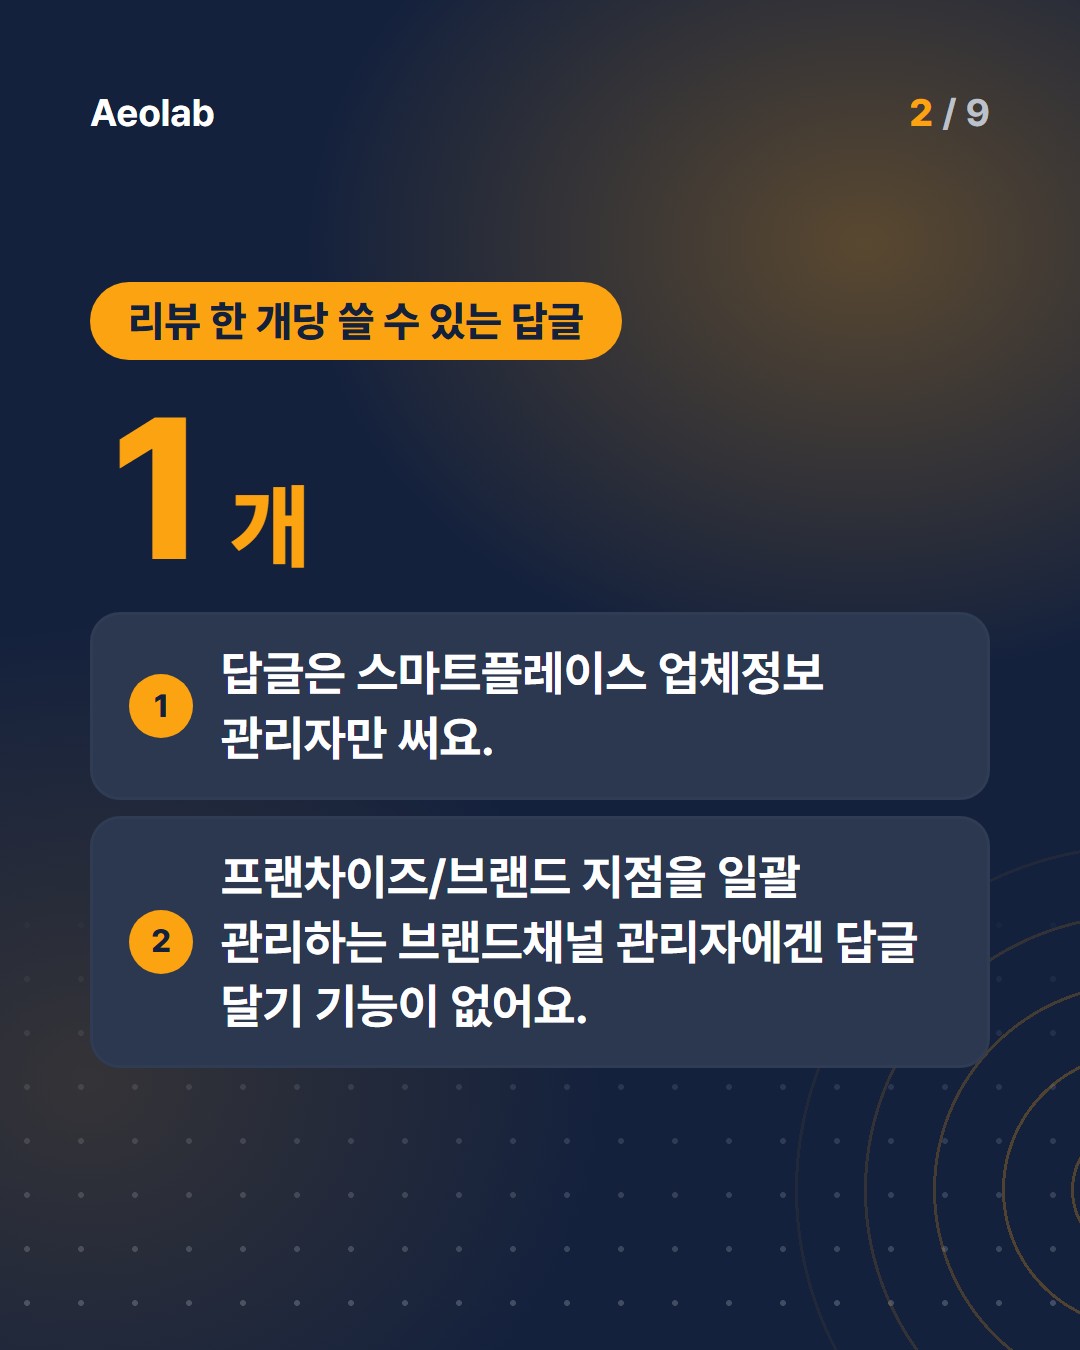 Aeolab
2 / 9
리뷰 한 개당 쓸 수 있는 답글
1 개
1
답글은 스마트플레이스 업체정보
관리자만 써요.
2
프랜차이즈/브랜드 지점을 일괄
관리하는 브랜드채널 관리자에겐 답글
달기 기능이 없어요.